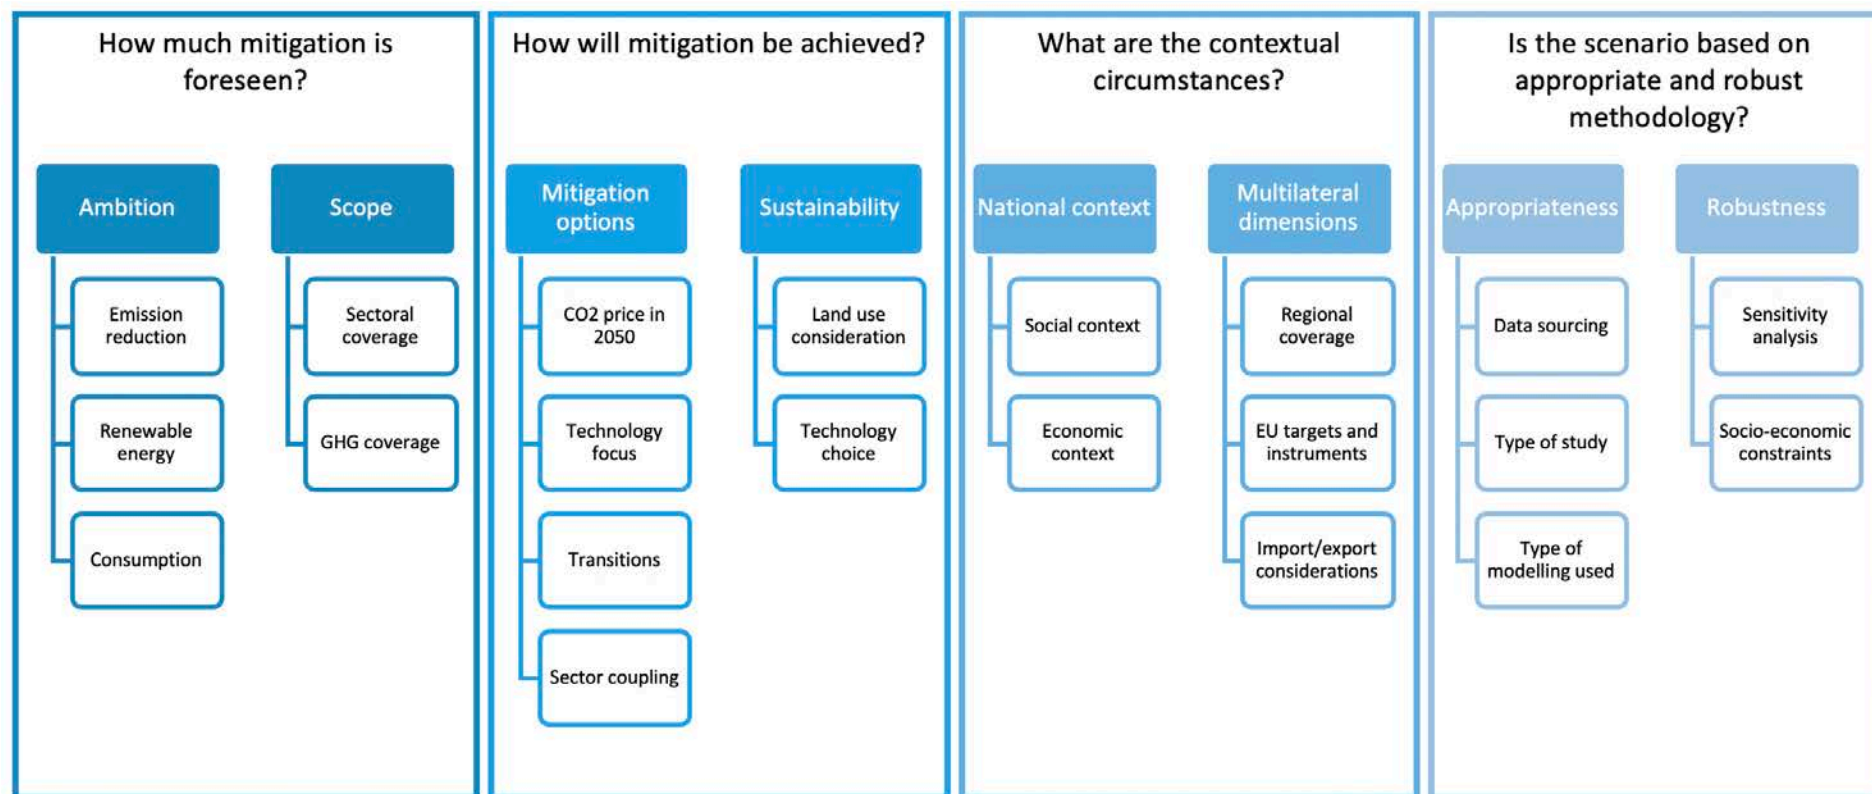 How much mitigation is
foreseen?
Ambition
Emission
reduction
Renewable
energy
Consumption
Scope
Sectoral
coverage
GHG coverage
How will mitigation be achieved?
Mitigation
options
CO2 price in
2050
Technology
focus
Transitions
Sector coupling
Sustainability
Land use
consideration
Technology
choice
What are the contextual
circumstances?
National context
Social context
Economic
context
Multilateral
dimensions
Regional
coverage
EU targets and
instruments
Import/export
considerations
Is the scenario based on
appropriate and robust
methodology?
Appropriateness
Data sourcing
Type of study
Type of
modelling used
Robustness
Sensitivity
analysis
Socio-economic
constraints